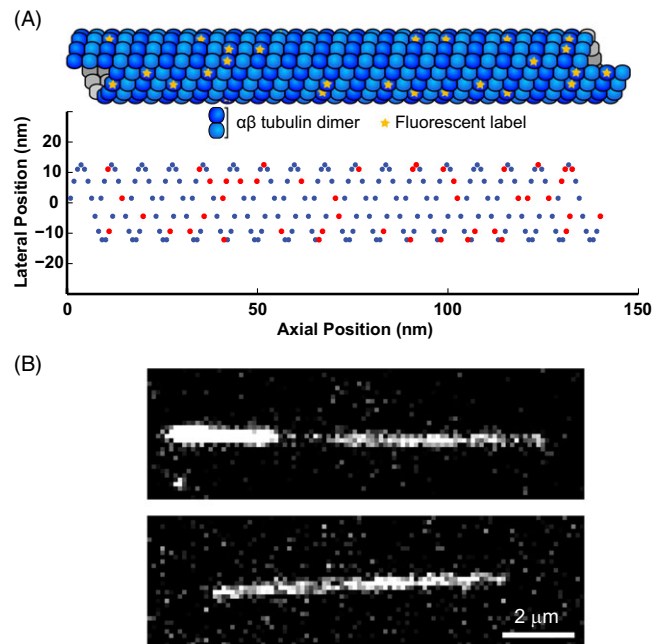 (A)
αβ tubulin dimer
Fluorescent label
Lateral Position (nm)
20
10
0
−10
−20
0
50
100
150
Axial Position (nm)
(B)
2 μm